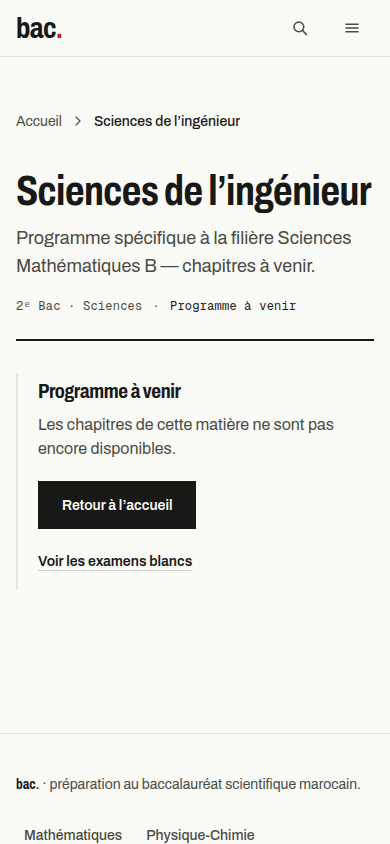 bac.
Accueil > Sciences de l’ingénieur
Sciences de l’ingénieur
Programme spécifique à la filière Sciences
Mathématiques B — chapitres à venir.
2ᵉ Bac · Sciences · Programme à venir
Programme à venir
Les chapitres de cette matière ne sont pas
encore disponibles.
Retour à l’accueil
Voir les examens blancs
bac. · préparation au baccalauréat scientifique marocain.
Mathématiques Physique-Chimie